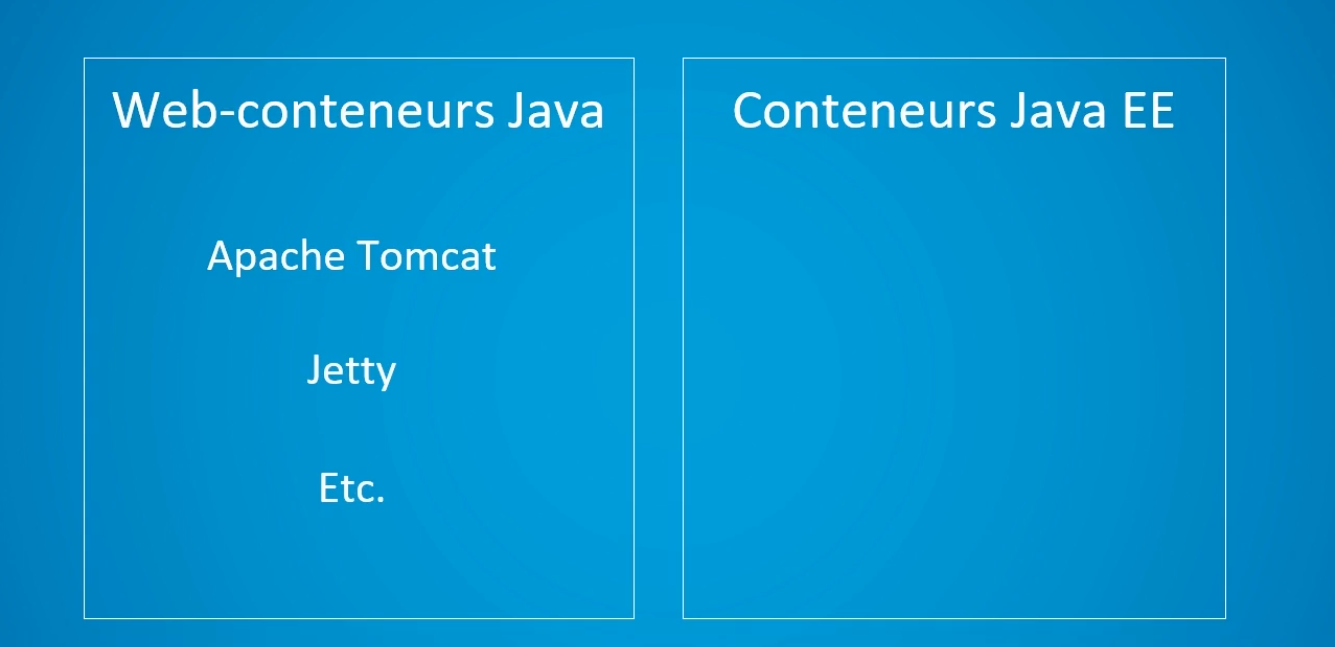 Web-conteneurs Java
Apache Tomcat
Jetty
Etc.
Conteneurs Java EE